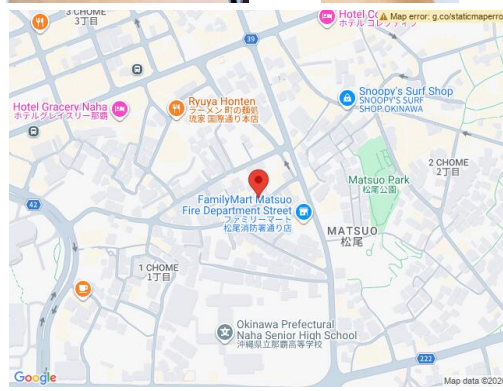 3 CHOME
3丁目
39
Hotel Co
ホテル コレクティブ
Map error: g.co/staticmaperro
Hotel Gracery Naha
ホテルグレイスリー那覇
Ryuya Honten
ラーメン 町の麺処
琉家 国際通り本店
Snoopy's Surf Shop
SNOOPY'S SURF
SHOP.OKINAWA
2 CHOME
2丁目
Matsuo Park
松尾公園
42
FamilyMart Matsuo
Fire Department Street
ファミリーマート
松尾消防署通り店
MATSUO
松尾
1 CHOME
1丁目
Okinawa Prefectural
Naha Senior High School
沖縄県立那覇高等学校
222
Google
Map data ©202